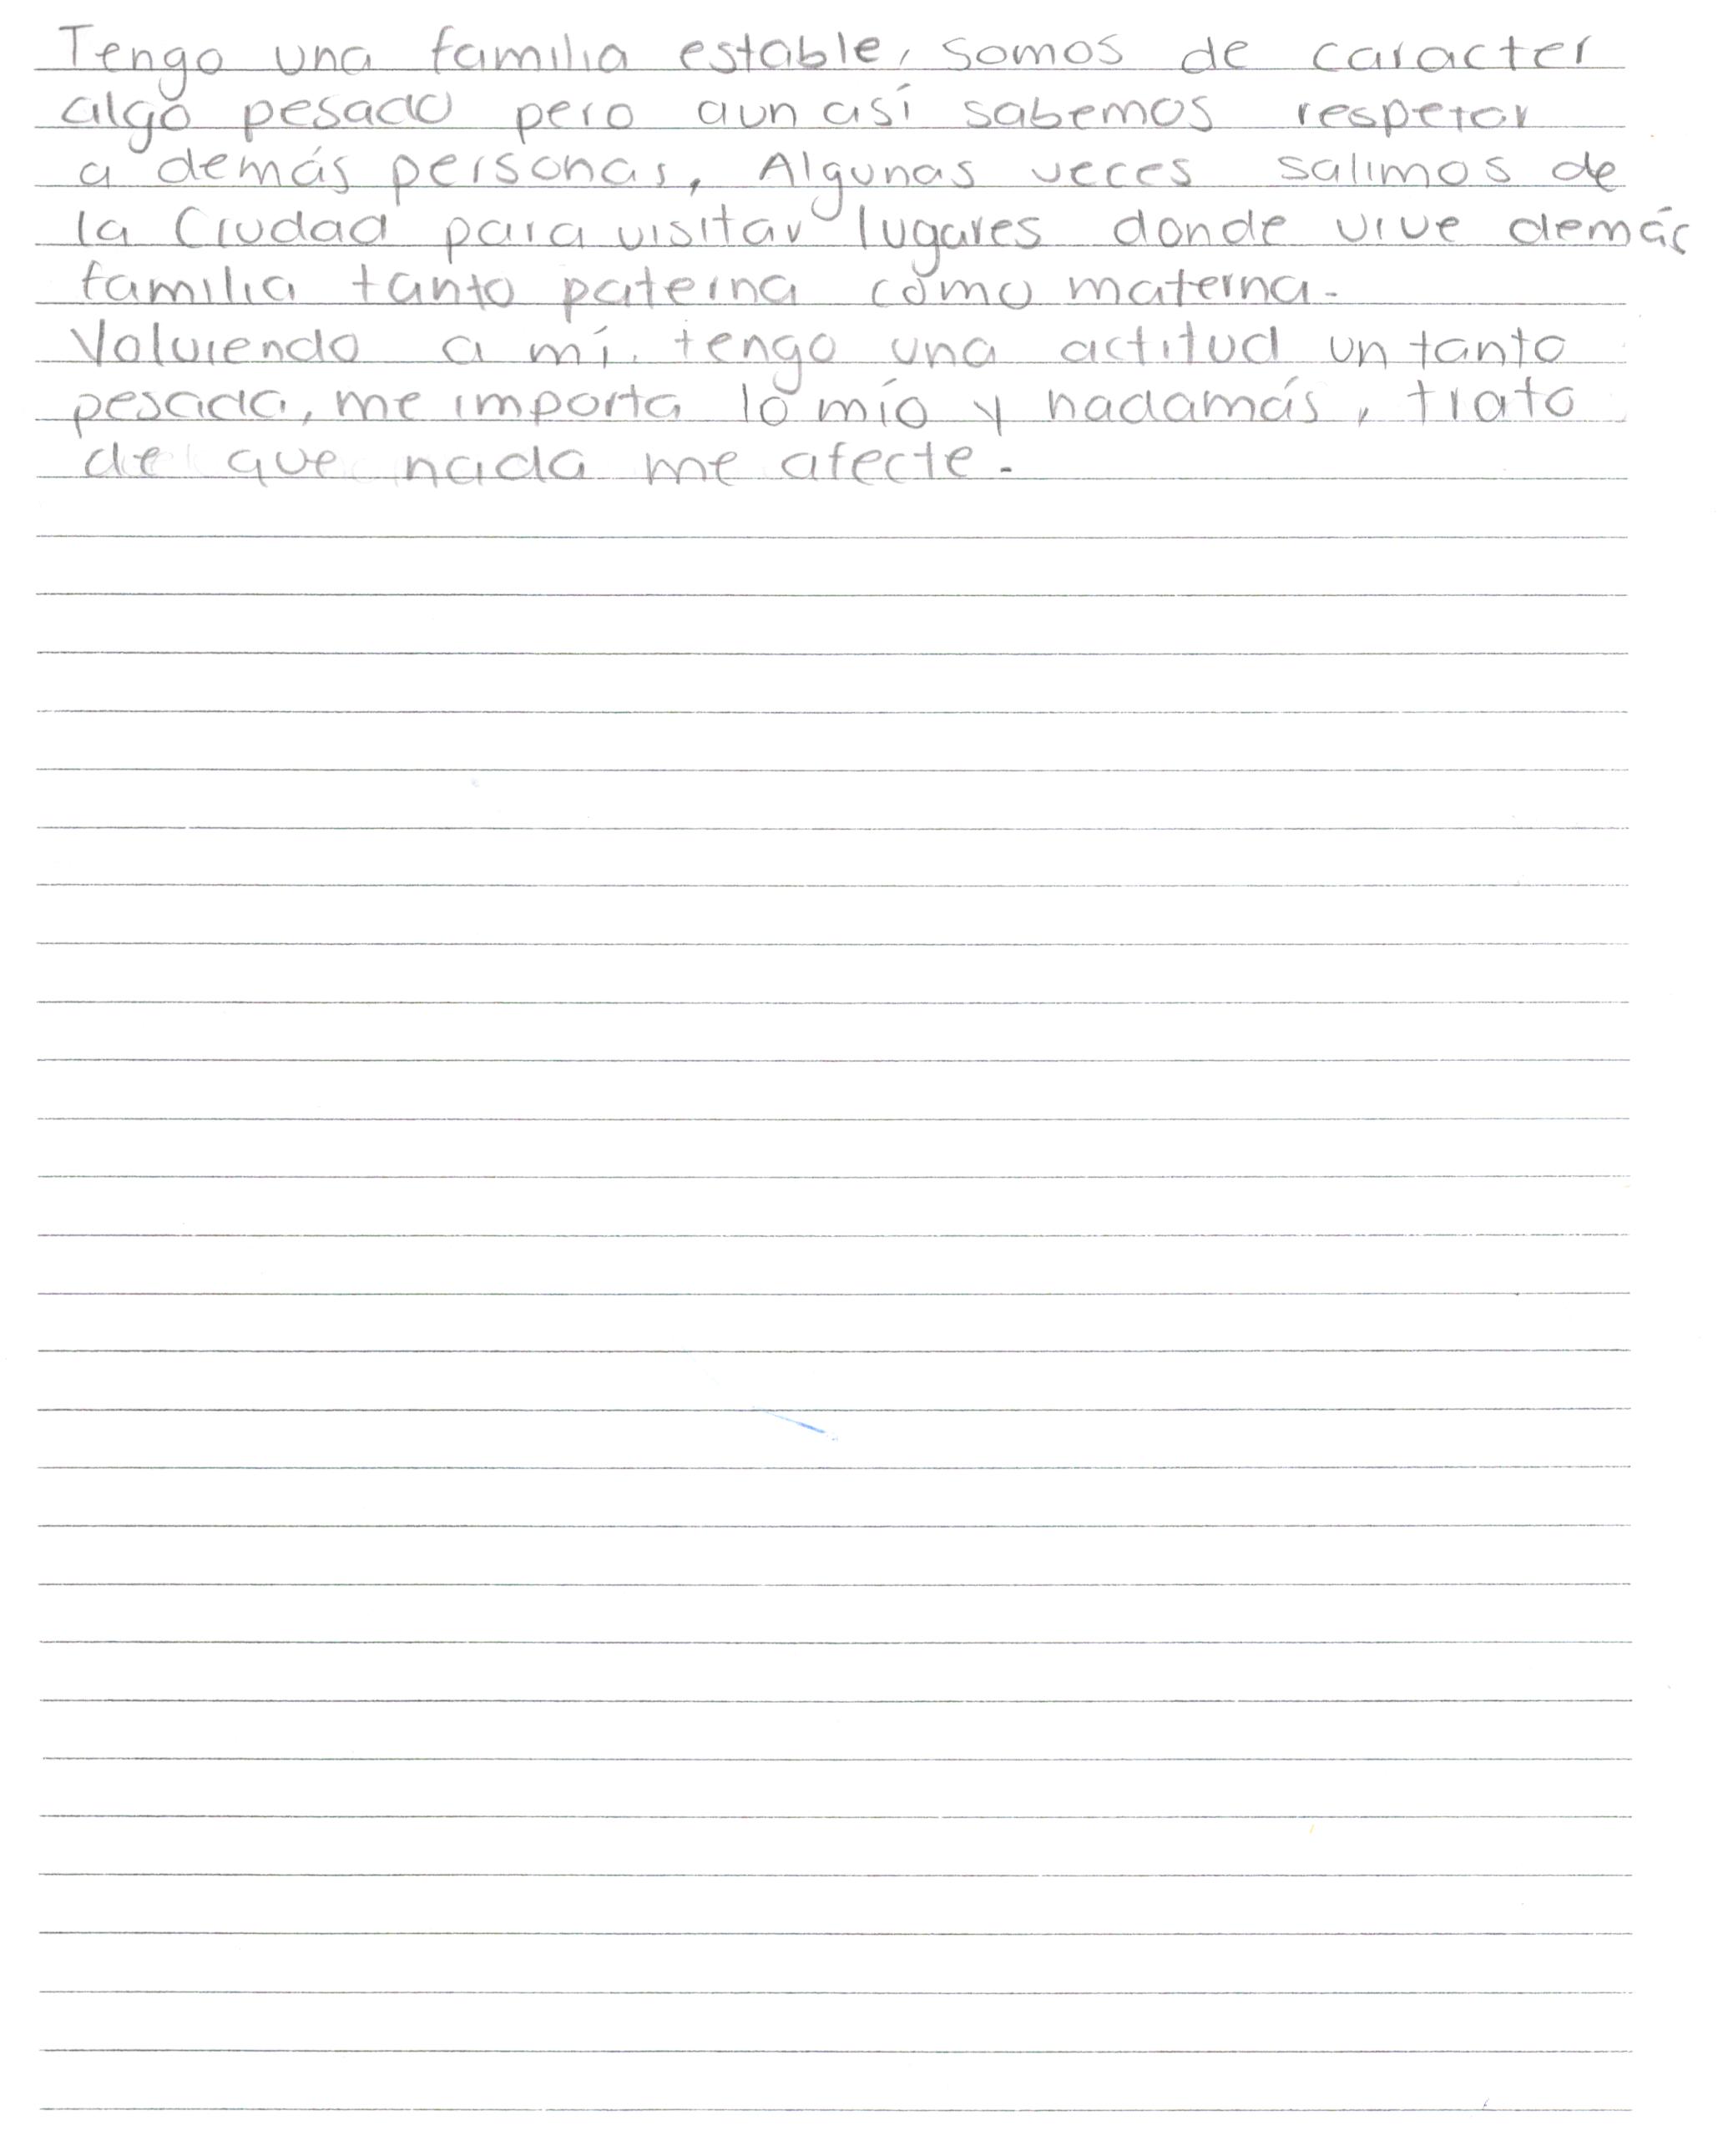 Tengo una familia estable, somos de caracter
algo pesado pero aun así sabemos respetar
a demás personas, Algunas veces salimos de
la Ciudad para visitar lugares donde vive demás
familia tanto paterna como materna.
Volviendo a mí. tengo una actitud un tanto
pesada, me importa lo mío y nadamás, trato
de que nada me afecte.